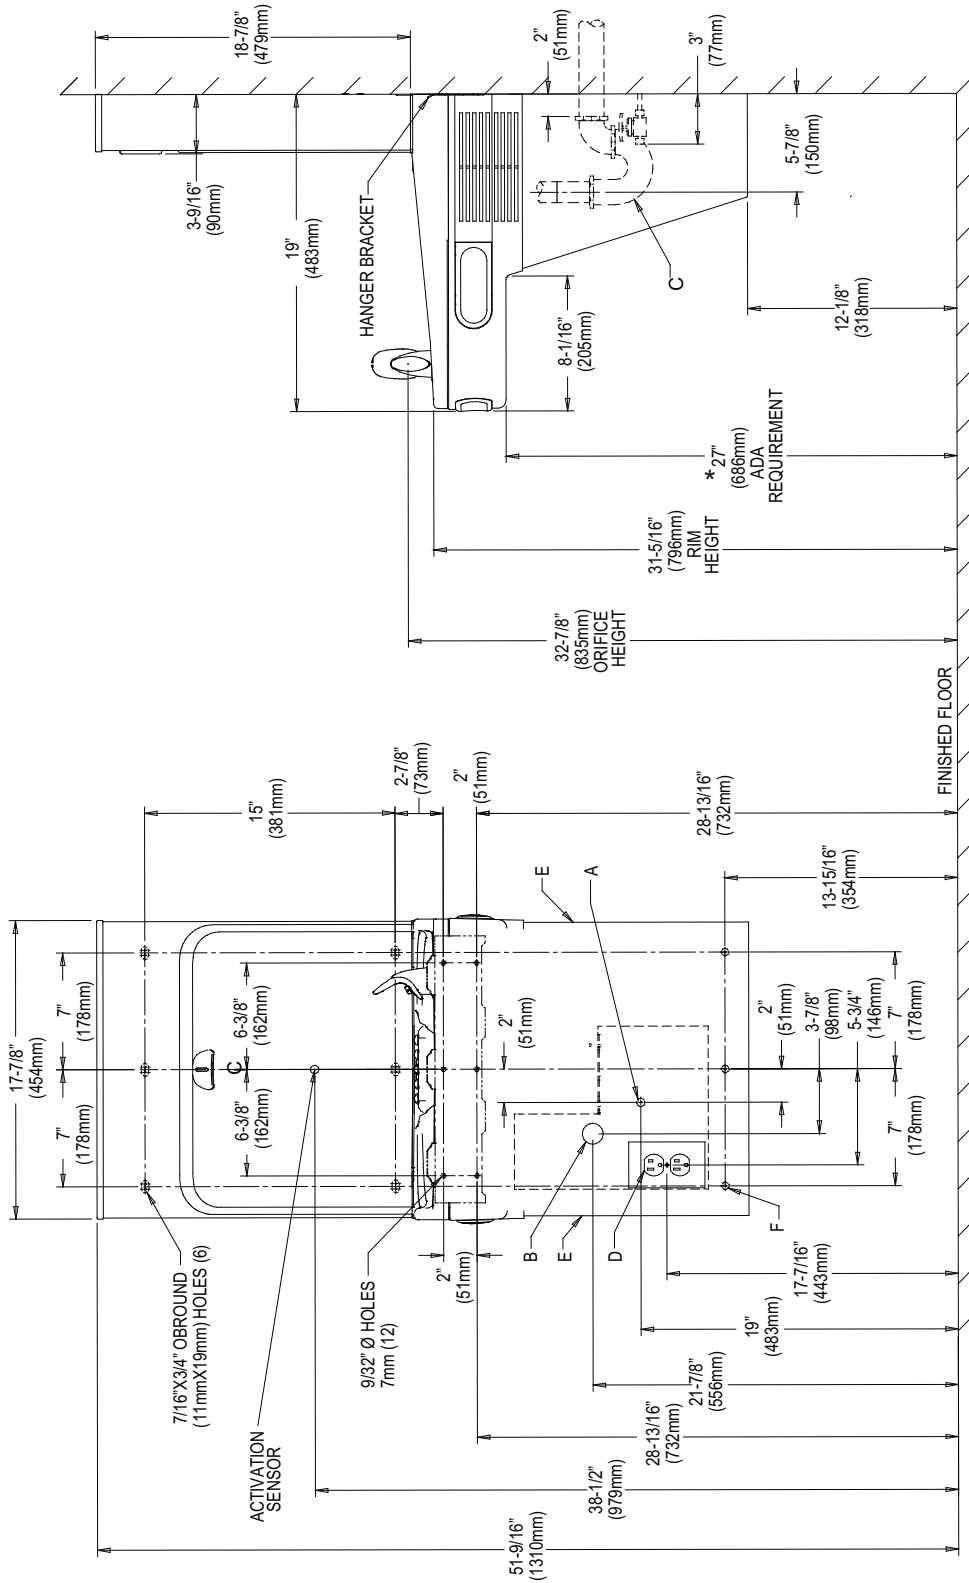 18-7/8"
(479mm)
3-9/16"
(90mm)
19"
(483mm)
HANGER BRACKET
2"
(51mm)
3"
(77mm)
5-7/8"
(150mm)
C
8-1/16"
(205mm)
12-1/8"
(318mm)
*27"
(686mm)
ADA
REQUIREMENT
31-5/16"
(796mm)
RIM
HEIGHT
32-7/8"
(835mm)
ORIFICE
HEIGHT
FINISHED FLOOR
17-7/8"
(454mm)
7"
(178mm)
7"
(178mm)
15"
(381mm)
2-7/8"
(73mm)
2"
(51mm)
28-13/16"
(732mm)
6-3/8"
(162mm)
C
6-3/8"
(162mm)
2"
(51mm)
E
A
13-15/16"
(354mm)
2"
(51mm)
3-7/8"
(98mm)
5-3/4"
(146mm)
7"
(178mm)
7"
(178mm)
B
E
D
F
7/16"X3/4" OBROUND
(11mmX19mm) HOLES (6)
ACTIVATION
SENSOR
9/32" Ø HOLES
7mm (12)
2"
(51mm)
17-7/16"
(443mm)
19"
(483mm)
21-7/8"
(556mm)
28-13/16"
(732mm)
38-1/2"
(979mm)
51-9/16"
(1310mm)